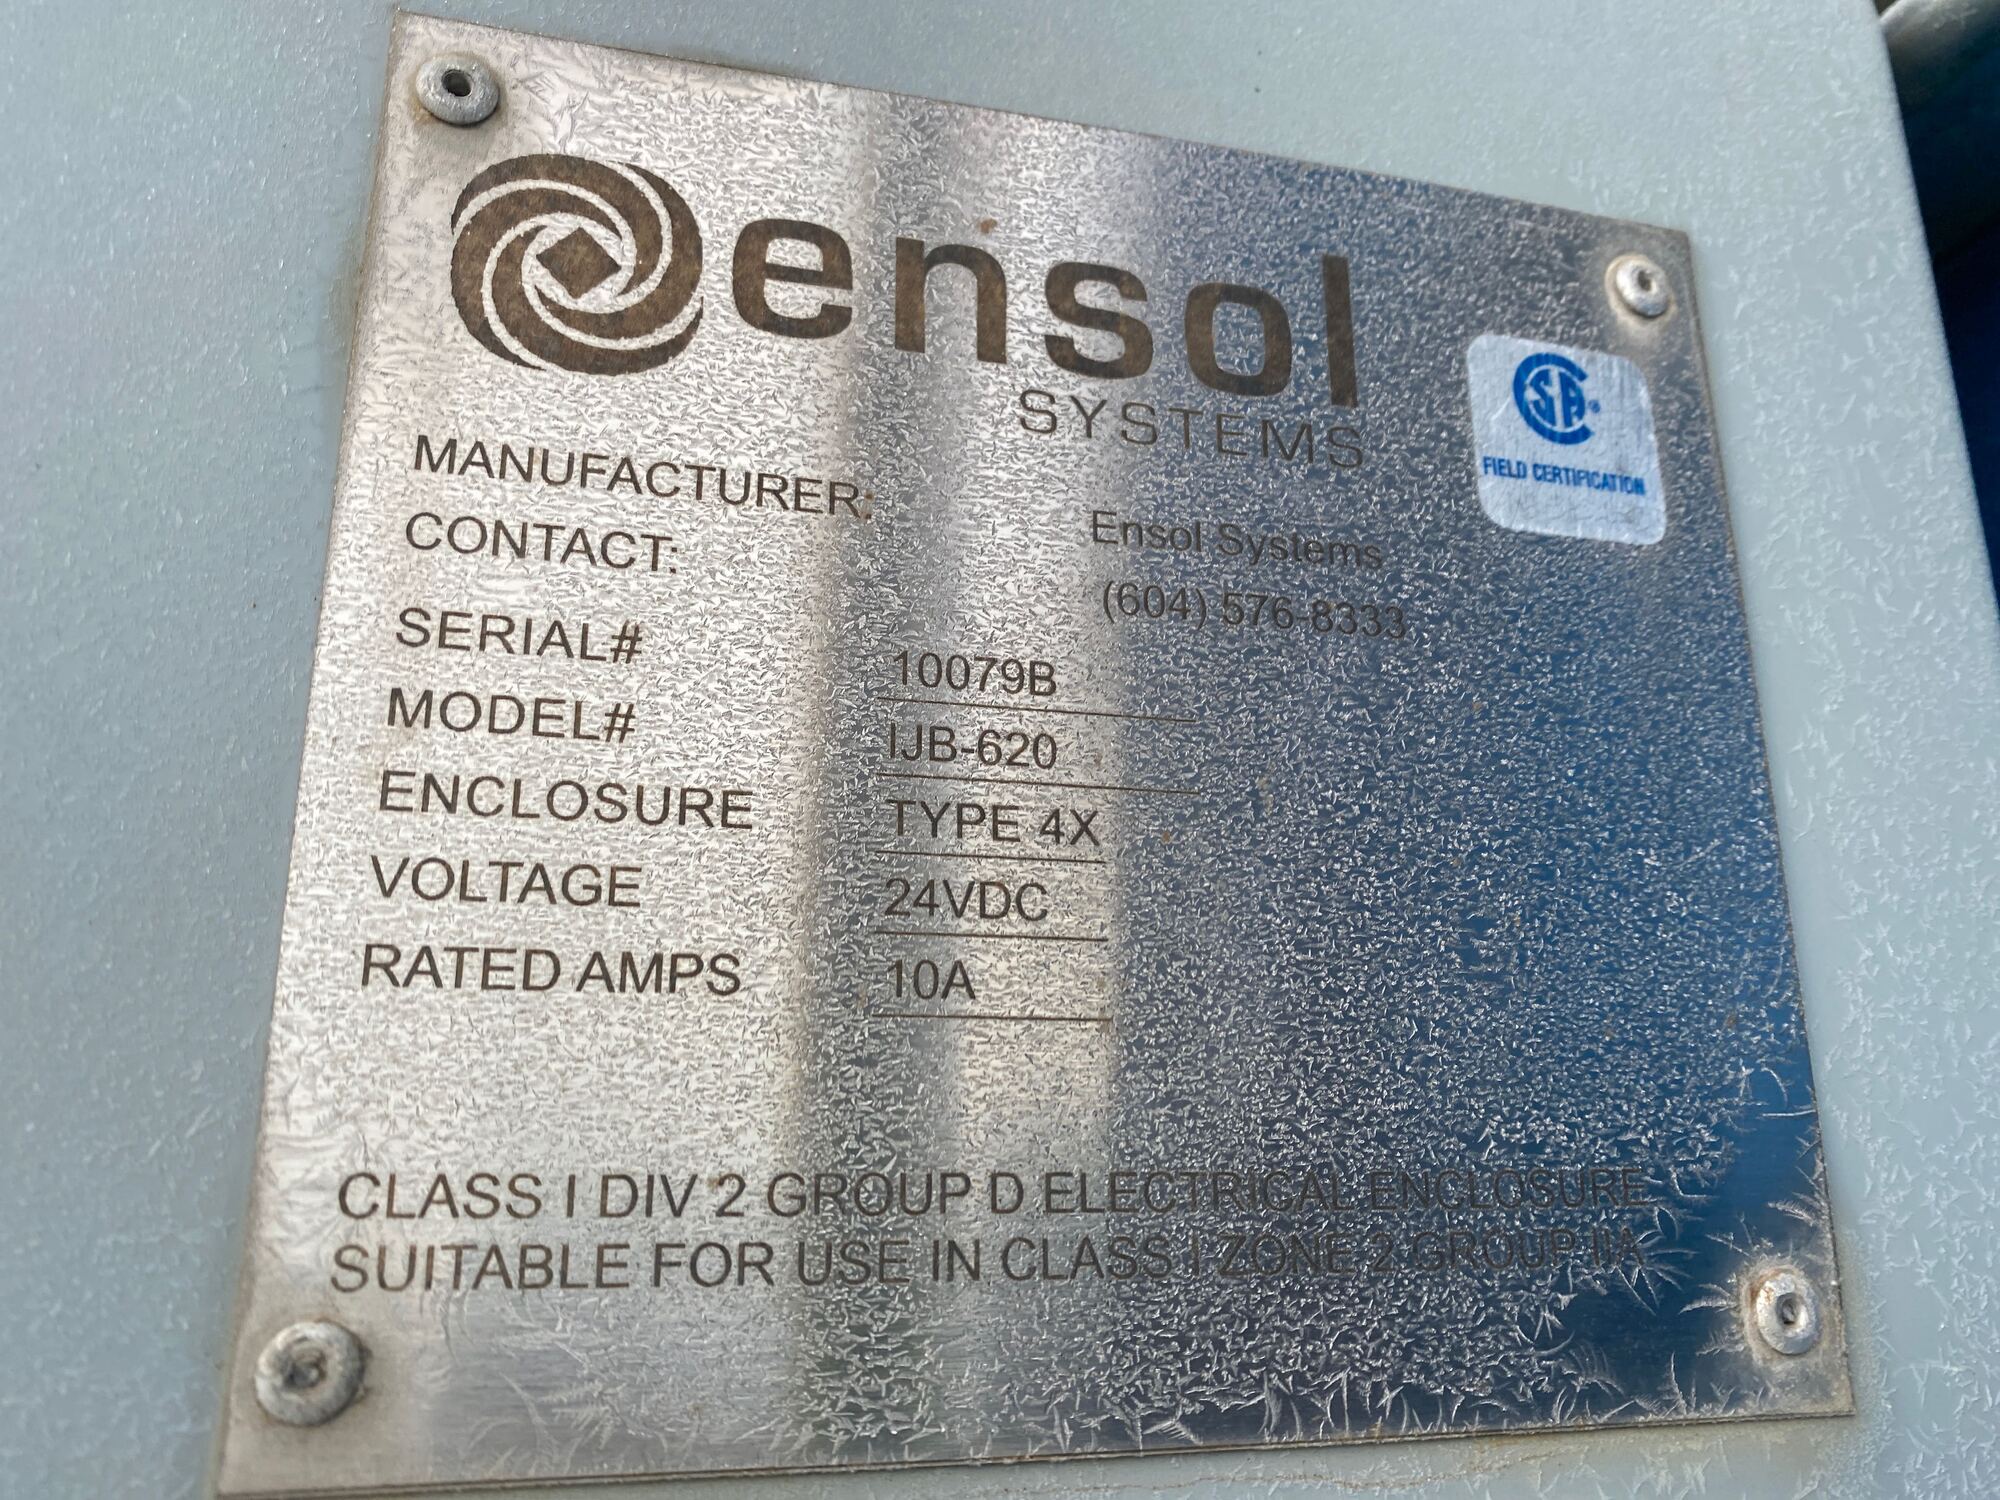 ensol
SYSTEMS
CSA®
FIELD CERTIFICATION
MANUFACTURER: Ensol Systems
CONTACT: (604) 576-8333
SERIAL# 10079B
MODEL# IJB-620
ENCLOSURE TYPE 4X
VOLTAGE 24VDC
RATED AMPS 10A
CLASS I DIV 2 GROUP D ELECTRICAL ENCLOSURE
SUITABLE FOR USE IN CLASS I ZONE 2 GROUP IIA